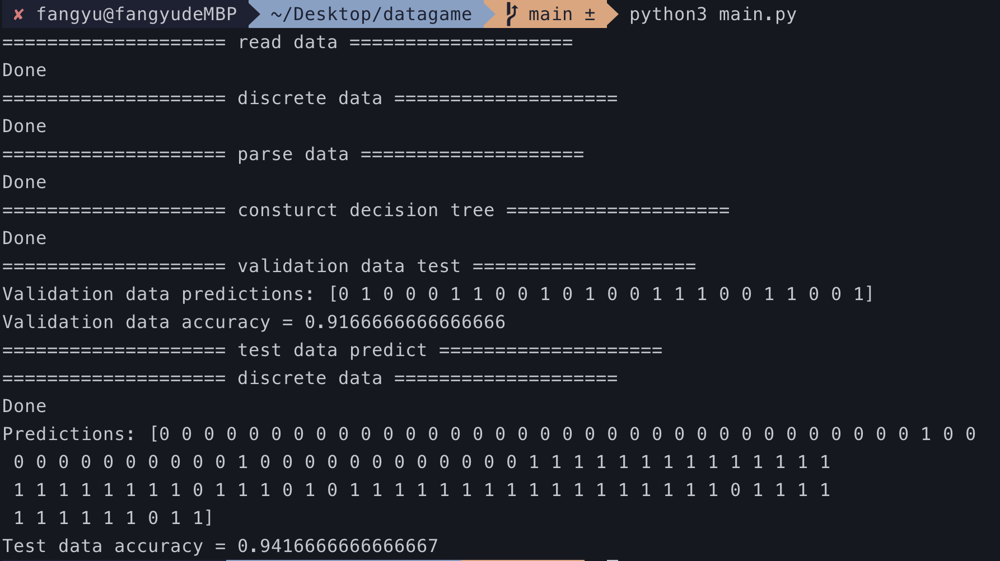 ✘ fangyu@fangyudeMBP ~/Desktop/datagame main ± python3 main.py
==================== read data ====================
Done
==================== discrete data ====================
Done
==================== parse data ====================
Done
==================== consturct decision tree ====================
Done
==================== validation data test ====================
Validation data predictions: [0 1 0 0 0 1 1 0 0 1 0 1 0 0 1 1 1 0 0 1 1 0 0 1]
Validation data accuracy = 0.9166666666666666
==================== test data predict ====================
==================== discrete data ====================
Done
Predictions: [0 0 0 0 0 0 0 0 0 0 0 0 0 0 0 0 0 0 0 0 0 0 0 0 0 0 0 0 0 0 0 0 0 0 1 0 0
0 0 0 0 0 0 0 0 0 0 1 0 0 0 0 0 0 0 0 0 0 0 0 1 1 1 1 1 1 1 1 1 1 1 1 1 1
1 1 1 1 1 1 1 1 0 1 1 1 0 1 0 1 1 1 1 1 1 1 1 1 1 1 1 1 1 1 1 1 0 1 1 1 1
1 1 1 1 1 1 0 1 1]
Test data accuracy = 0.9416666666666667